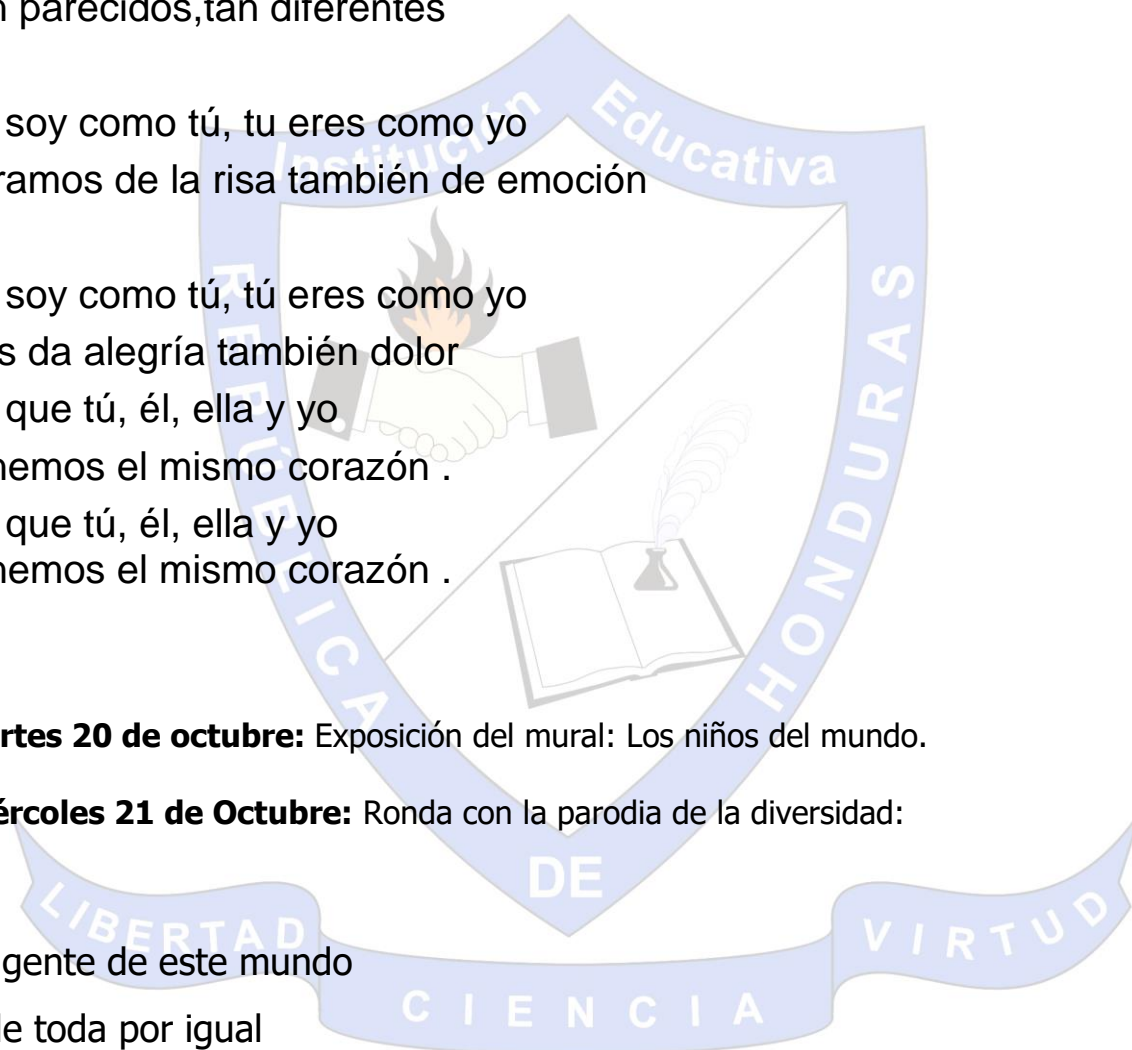 n parecidos,tan diferentes
soy como tú, tu eres como yo
ramos de la risa también de emoción
soy como tú, tú eres como yo
s da alegría también dolor
que tú, él, ella y yo
nemos el mismo corazón .
que tú, él, ella y yo
nemos el mismo corazón .
rtes 20 de octubre: Exposición del mural: Los niños del mundo.
ércoles 21 de Octubre: Ronda con la parodia de la diversidad:
gente de este mundo
le toda por igual
Institución Educativa
REPÚBLICA
DE
HONDURAS
LIBERTAD
CIENCIA
VIRTUD